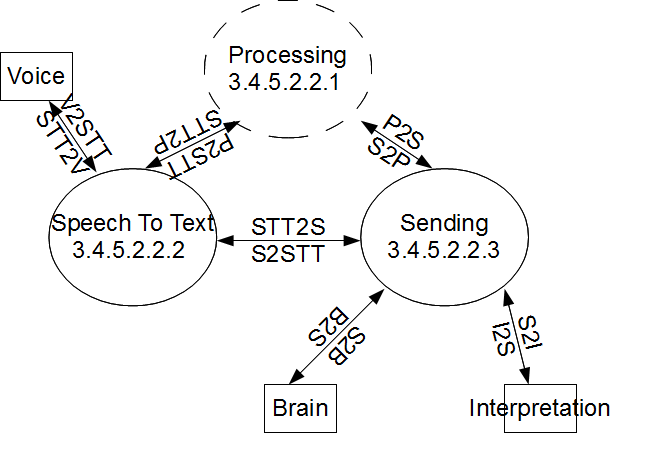 Processing
3.4.5.2.2.1
Voice
V2STT
STT2V
STT2P
P2STT
P2S
S2P
Speech To Text
3.4.5.2.2.2
STT2S
S2STT
Sending
3.4.5.2.2.3
B2S
S2B
S2I
I2S
Brain
Interpretation